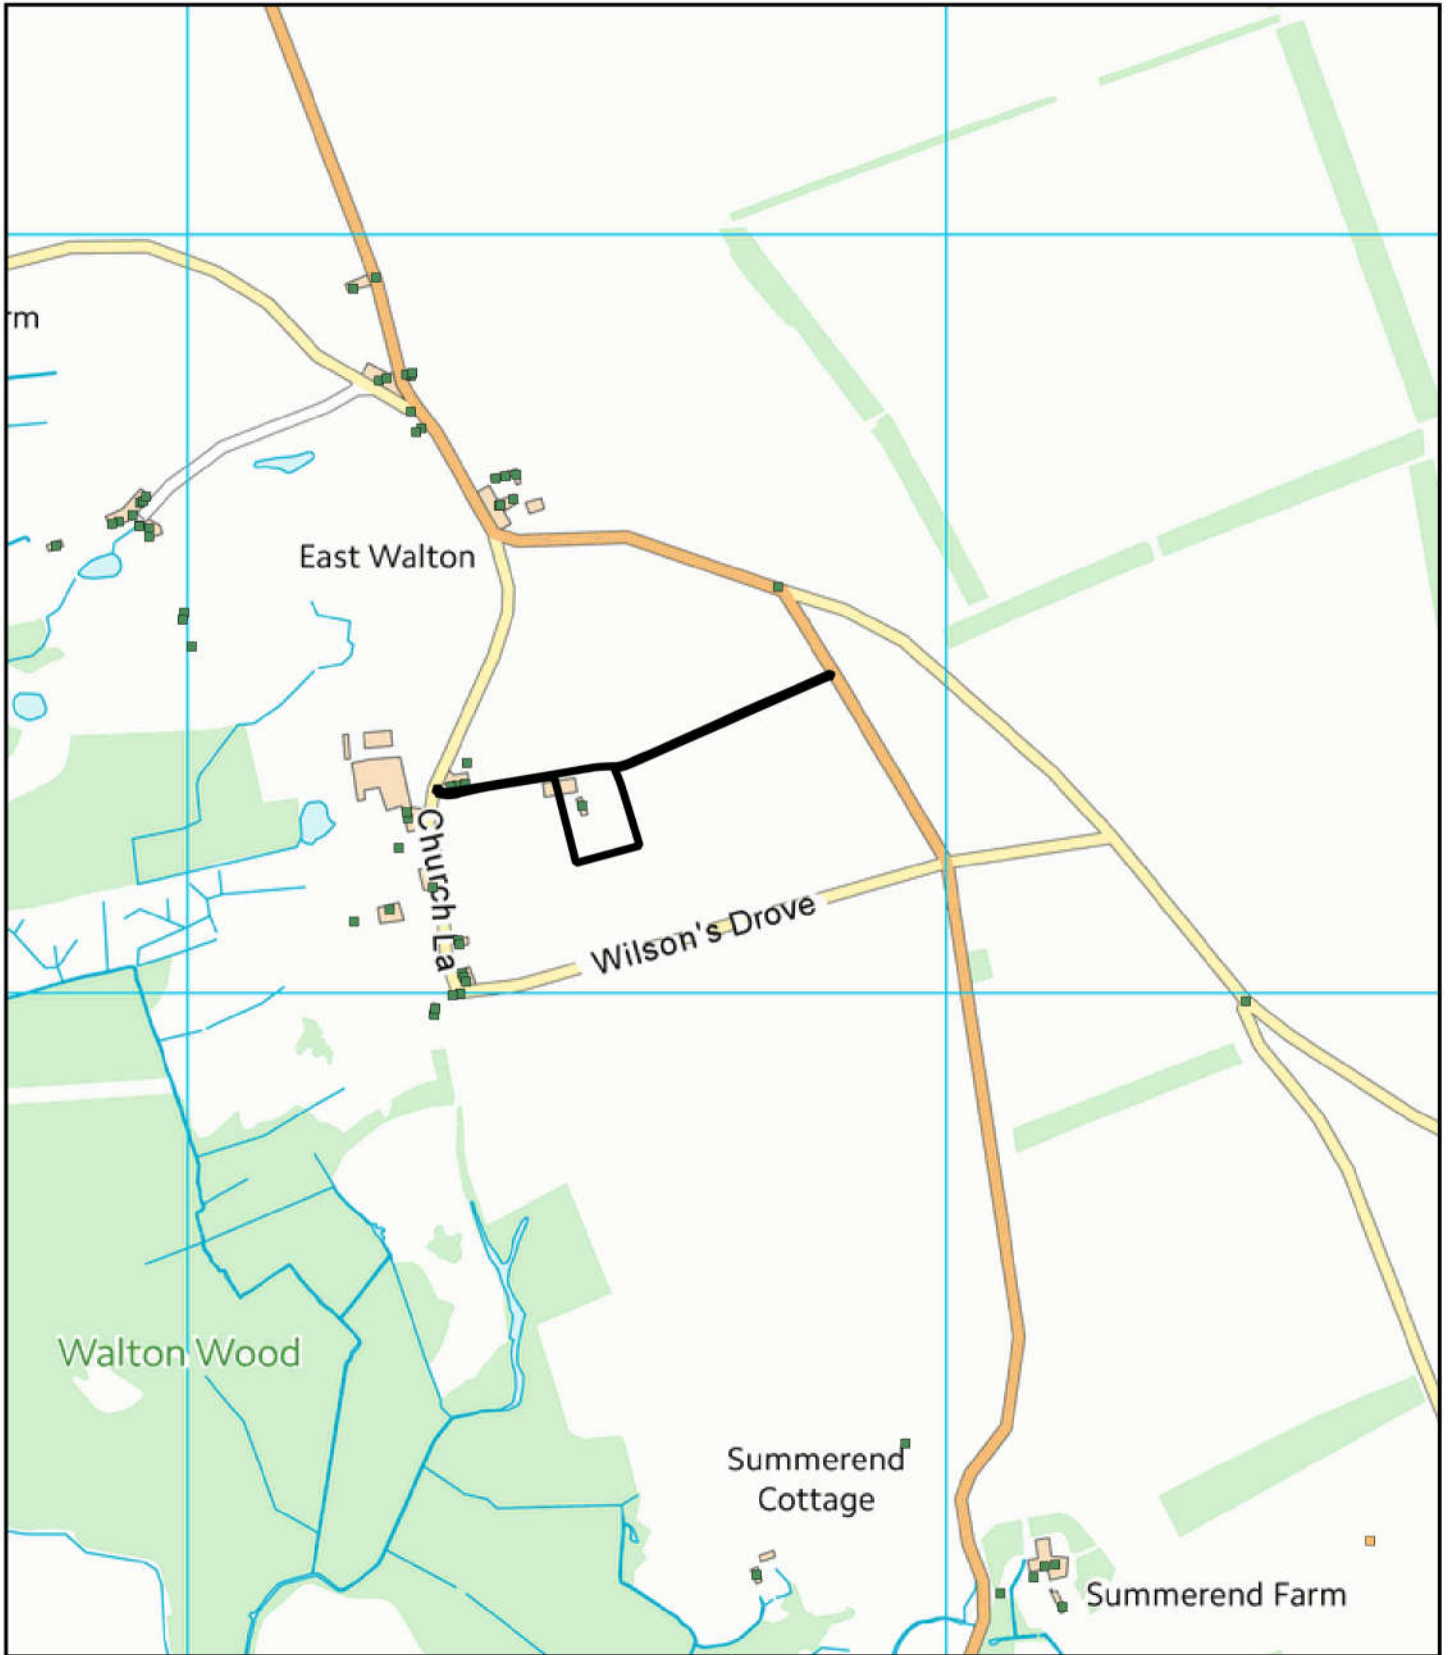 rm
East Walton
Church La
Wilson's Drove
Walton Wood
Summerend
Cottage
Summerend Farm